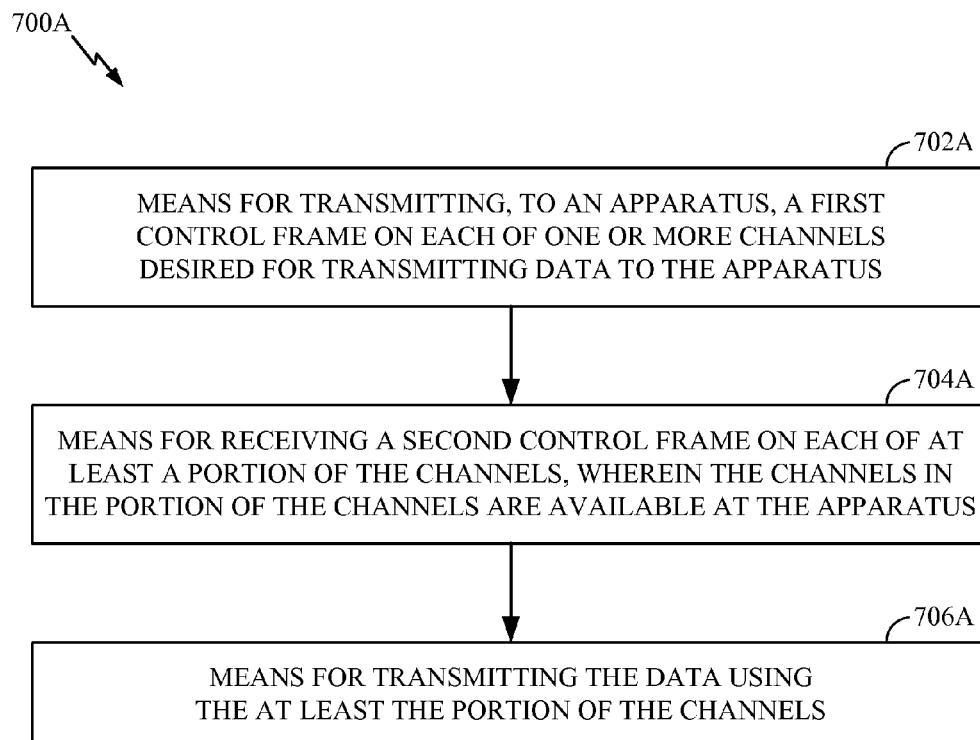 700A
702A
MEANS FOR TRANSMITTING, TO AN APPARATUS, A FIRST
CONTROL FRAME ON EACH OF ONE OR MORE CHANNELS
DESIRED FOR TRANSMITTING DATA TO THE APPARATUS
704A
MEANS FOR RECEIVING A SECOND CONTROL FRAME ON EACH OF AT
LEAST A PORTION OF THE CHANNELS, WHEREIN THE CHANNELS IN
THE PORTION OF THE CHANNELS ARE AVAILABLE AT THE APPARATUS
706A
MEANS FOR TRANSMITTING THE DATA USING
THE AT LEAST THE PORTION OF THE CHANNELS